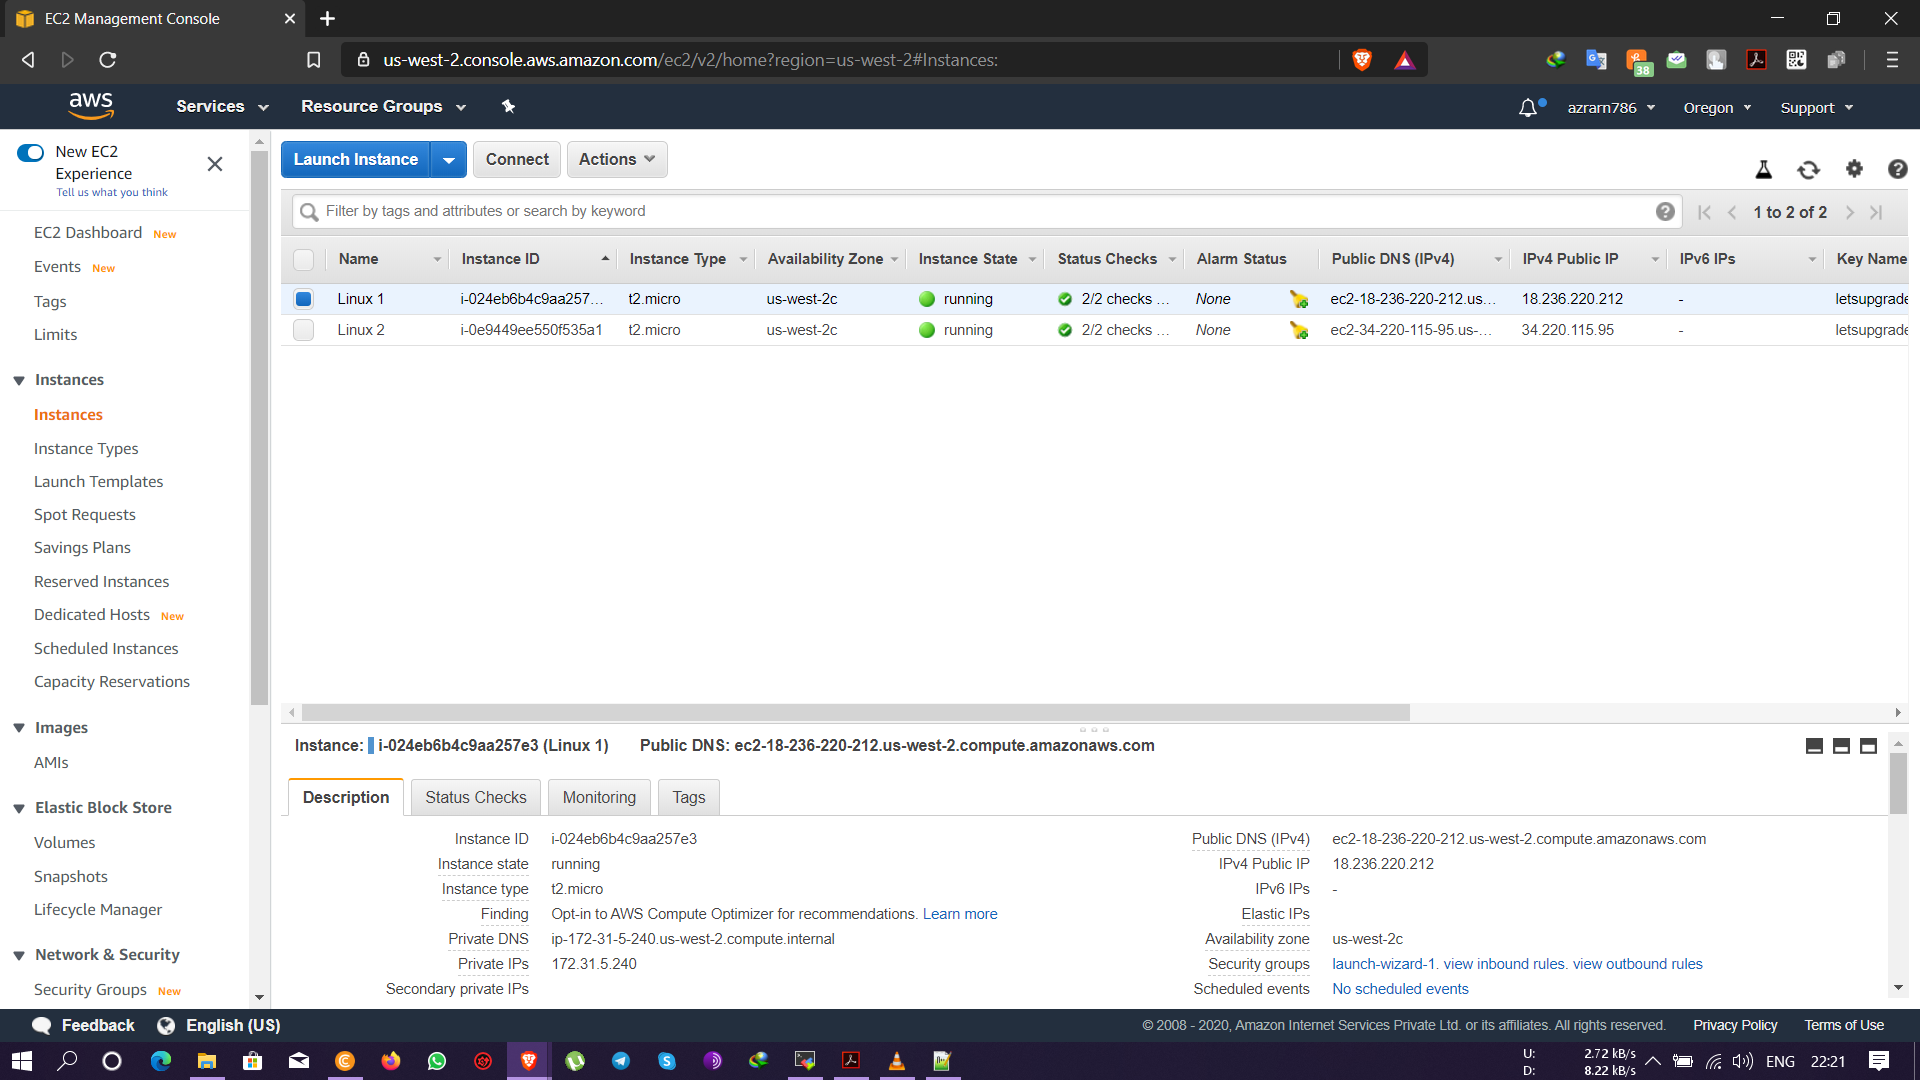 EC2 Management Console
us-west-2.console.aws.amazon.com/ec2/v2/home?region=us-west-2#Instances:
38
aws Services Resource Groups azrarn786 Oregon Support
New EC2 Experience
Tell us what you think
EC2 Dashboard New
Events New
Tags
Limits
Instances
Instances
Instance Types
Launch Templates
Spot Requests
Savings Plans
Reserved Instances
Dedicated Hosts New
Scheduled Instances
Capacity Reservations
Images
AMIs
Elastic Block Store
Volumes
Snapshots
Lifecycle Manager
Network & Security
Security Groups New
Launch Instance Connect Actions
Filter by tags and attributes or search by keyword
1 to 2 of 2
Name Instance ID Instance Type Availability Zone Instance State Status Checks Alarm Status Public DNS (IPv4) IPv4 Public IP IPv6 IPs Key Name
Linux 1 i-024eb6b4c9aa257... t2.micro us-west-2c running 2/2 checks ... None ec2-18-236-220-212.us... 18.236.220.212 - letsupgrade
Linux 2 i-0e9449ee550f535a1 t2.micro us-west-2c running 2/2 checks ... None ec2-34-220-115-95.us-... 34.220.115.95 - letsupgrade
Instance: i-024eb6b4c9aa257e3 (Linux 1) Public DNS: ec2-18-236-220-212.us-west-2.compute.amazonaws.com
Description Status Checks Monitoring Tags
Instance ID i-024eb6b4c9aa257e3
Instance state running
Instance type t2.micro
Finding Opt-in to AWS Compute Optimizer for recommendations. Learn more
Private DNS ip-172-31-5-240.us-west-2.compute.internal
Private IPs 172.31.5.240
Secondary private IPs
Public DNS (IPv4) ec2-18-236-220-212.us-west-2.compute.amazonaws.com
IPv4 Public IP 18.236.220.212
IPv6 IPs -
Elastic IPs
Availability zone us-west-2c
Security groups launch-wizard-1. view inbound rules. view outbound rules
Scheduled events No scheduled events
Feedback English (US) © 2008 - 2020, Amazon Internet Services Private Ltd. or its affiliates. All rights reserved. Privacy Policy Terms of Use
U: 2.72 kB/s
D: 8.22 kB/s
ENG 22:21